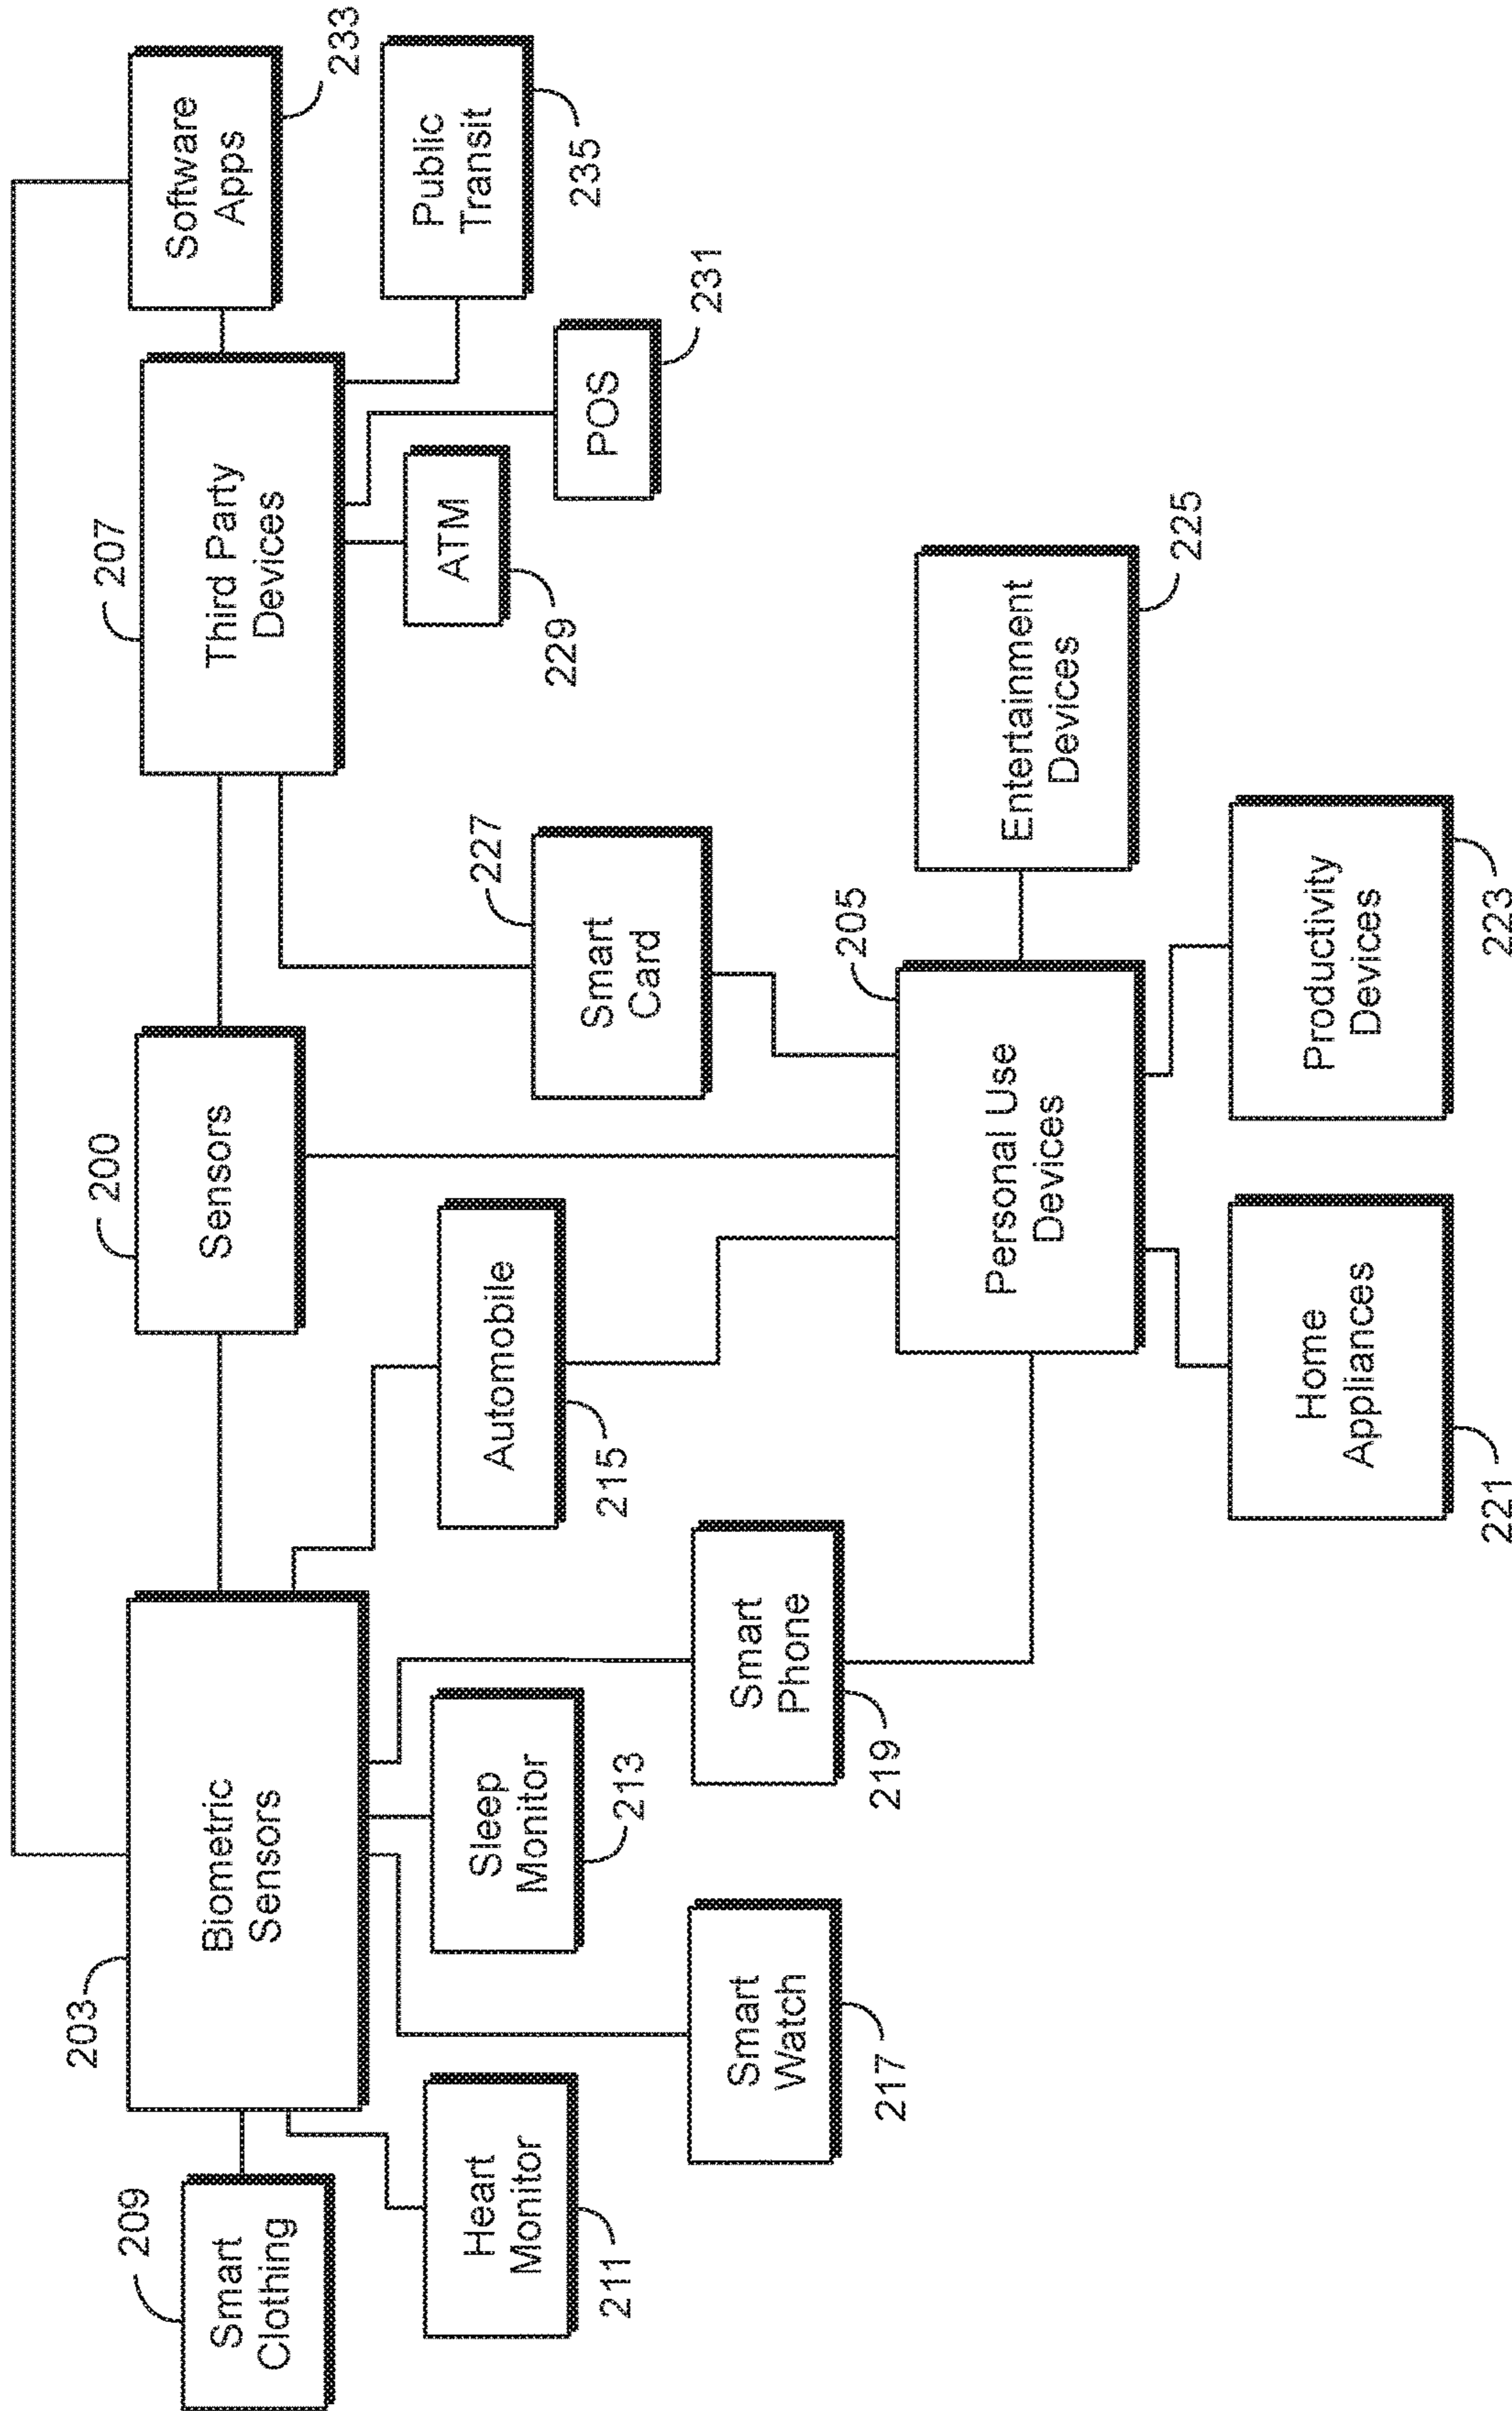 203
Biometric
Sensors
200
Sensors
207
Third Party
Devices
Software
Apps
233
209
Smart
Clothing
Heart
Monitor
211
Sleep
Monitor
213
Automobile
215
ATM
229
POS
231
Public
Transit
235
Smart
Watch
217
Smart
Phone
219
227
Smart
Card
205
Personal Use
Devices
Entertainment
Devices
225
Home
Appliances
221
Productivity
Devices
223